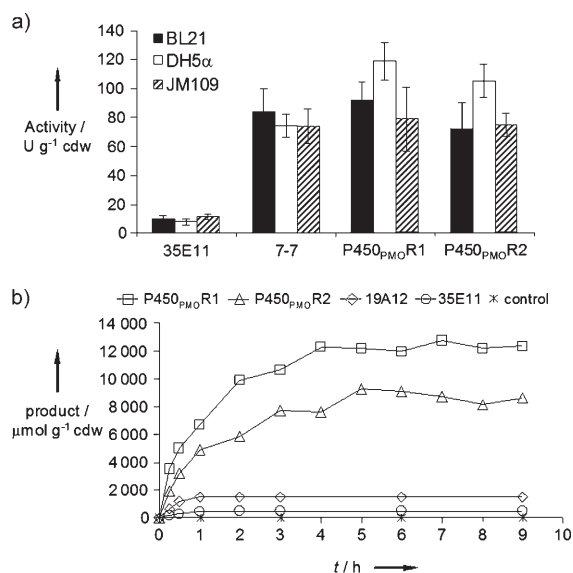 a)
BL21
DH5α
JM109
Activity /
U g⁻¹ cdw
140
120
100
80
60
40
20
0
35E11 7-7 P450PMOR1 P450PMOR2
b)
P450PMOR1 P450PMOR2 19A12 35E11 control
product /
μmol g⁻¹ cdw
14 000
12 000
10 000
8 000
6 000
4 000
2 000
0
0 1 2 3 4 5 6 7 8 9 10
t / h